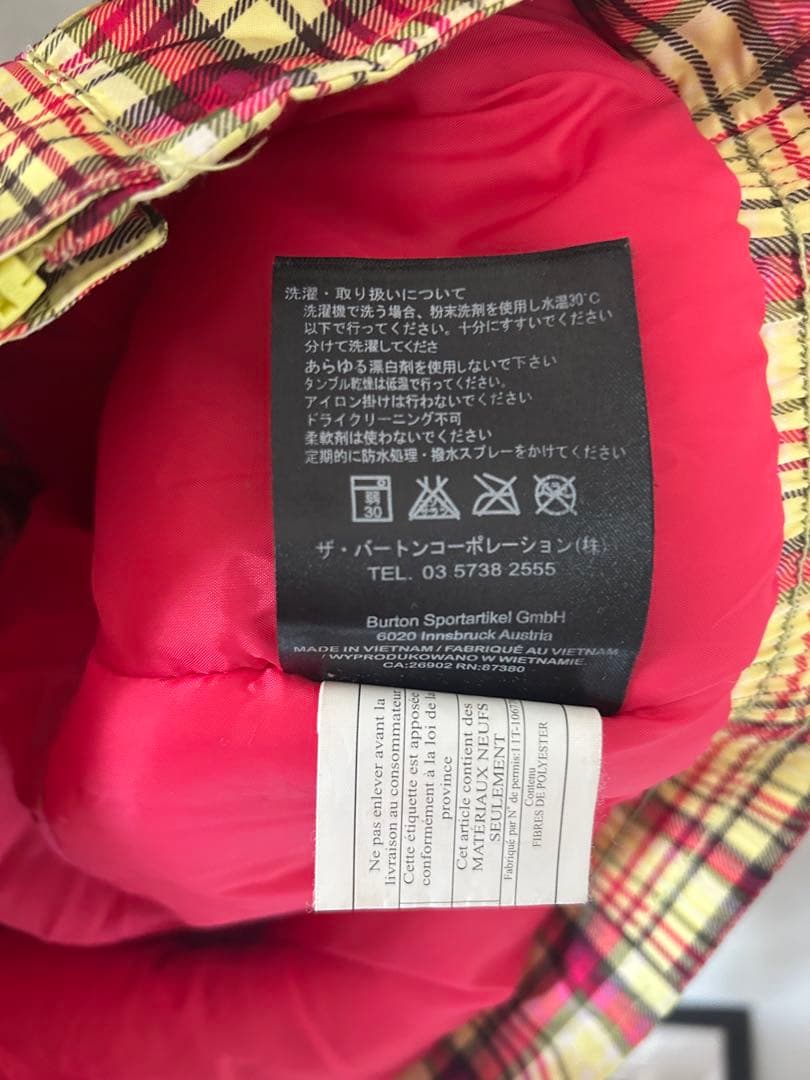 洗濯・取り扱いについて
洗濯機で洗う場合、粉末洗剤を使用し水温30°C
以下で行ってください。十分にすすいでください
分けて洗濯してくださ
あらゆる漂白剤を使用しないで下さい
タンブル乾燥は低温で行ってください。
アイロン掛けは行わないでください
ドライクリーニング不可
柔軟剤は使わないでください
定期的に防水処理・撥水スプレーをかけてください
弱
30
ザ・バートンコーポレーション(株)
TEL. 03 5738 2555
Burton Sportartikel GmbH
6020 Innsbruck Austria
MADE IN VIETNAM / FABRIQUÉ AU VIETNAM
/ WYPRODUKOWANO W WIETNAMIE.
CA:26902 RN:87380
Ne pas enlever avant la
livraison au consommateur
Cette étiquette est apposée
conformément à la loi de la
province
Cet article contient des
MATÉRIAUX NEUFS
SEULEMENT
Fabriqué par N° de permis:11T-1067
Contenu
FIBRES DE POLYESTER